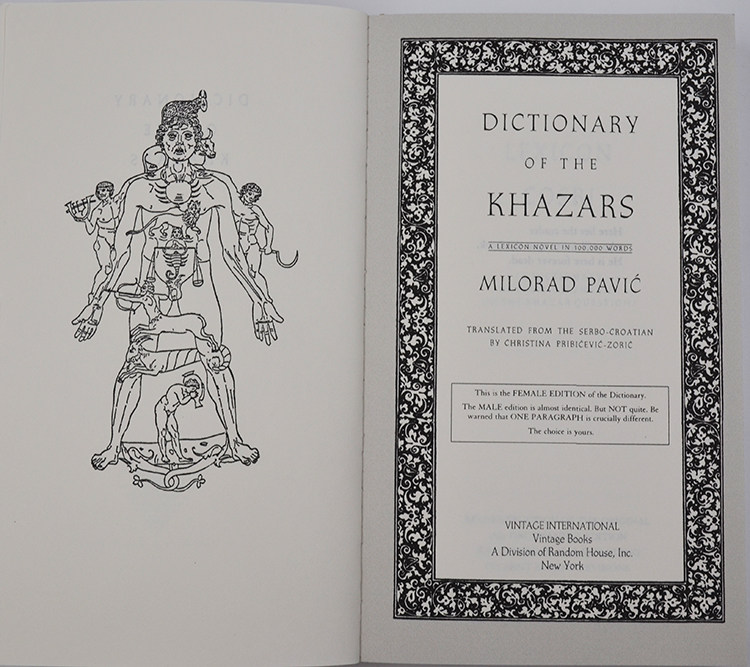 DICTIONARY
OF THE
KHAZARS
A LEXICON NOVEL IN 100,000 WORDS
MILORAD PAVIĆ
TRANSLATED FROM THE SERBO-CROATIAN
BY CHRISTINA PRIBIĆEVIĆ-ZORIĆ
This is the FEMALE EDITION of the Dictionary.
The MALE edition is almost identical. But NOT quite. Be
warned that ONE PARAGRAPH is crucially different.
The choice is yours.
VINTAGE INTERNATIONAL
Vintage Books
A Division of Random House, Inc.
New York